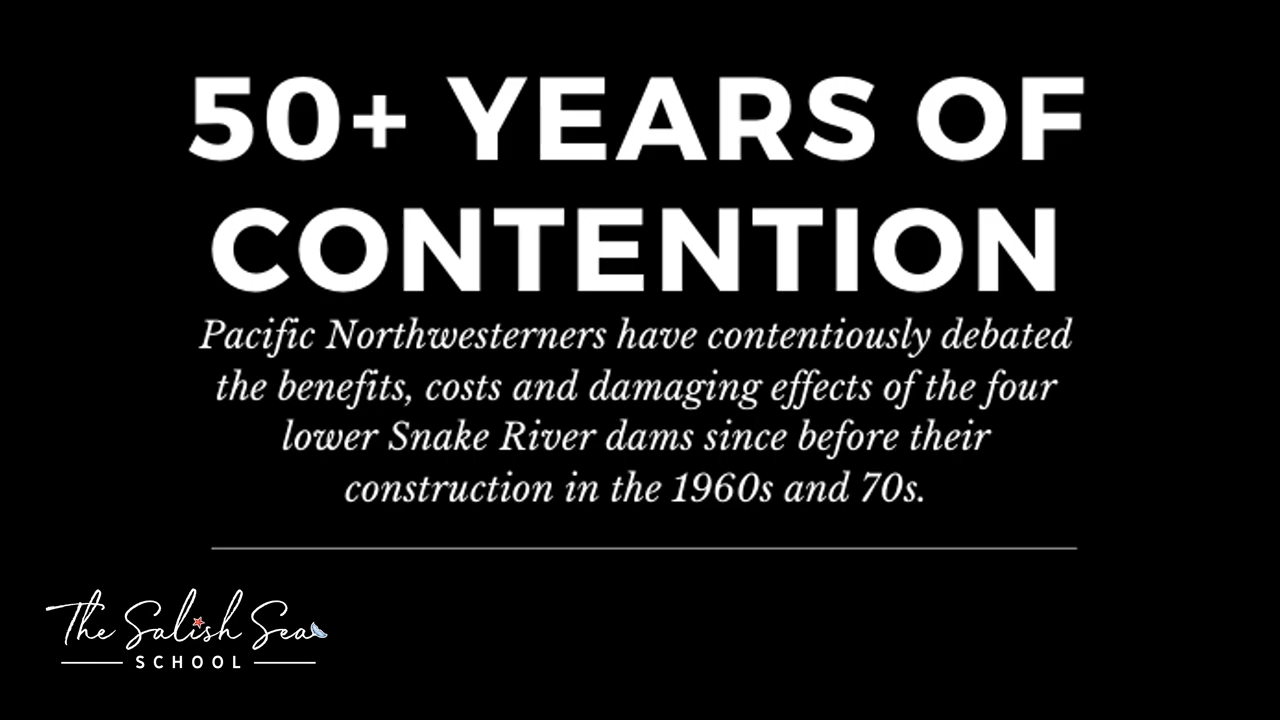 50+ YEARS OF
CONTENTION
Pacific Northwesterners have contentiously debated
the benefits, costs and damaging effects of the four
lower Snake River dams since before their
construction in the 1960s and 70s.
The Salish Sea
SCHOOL